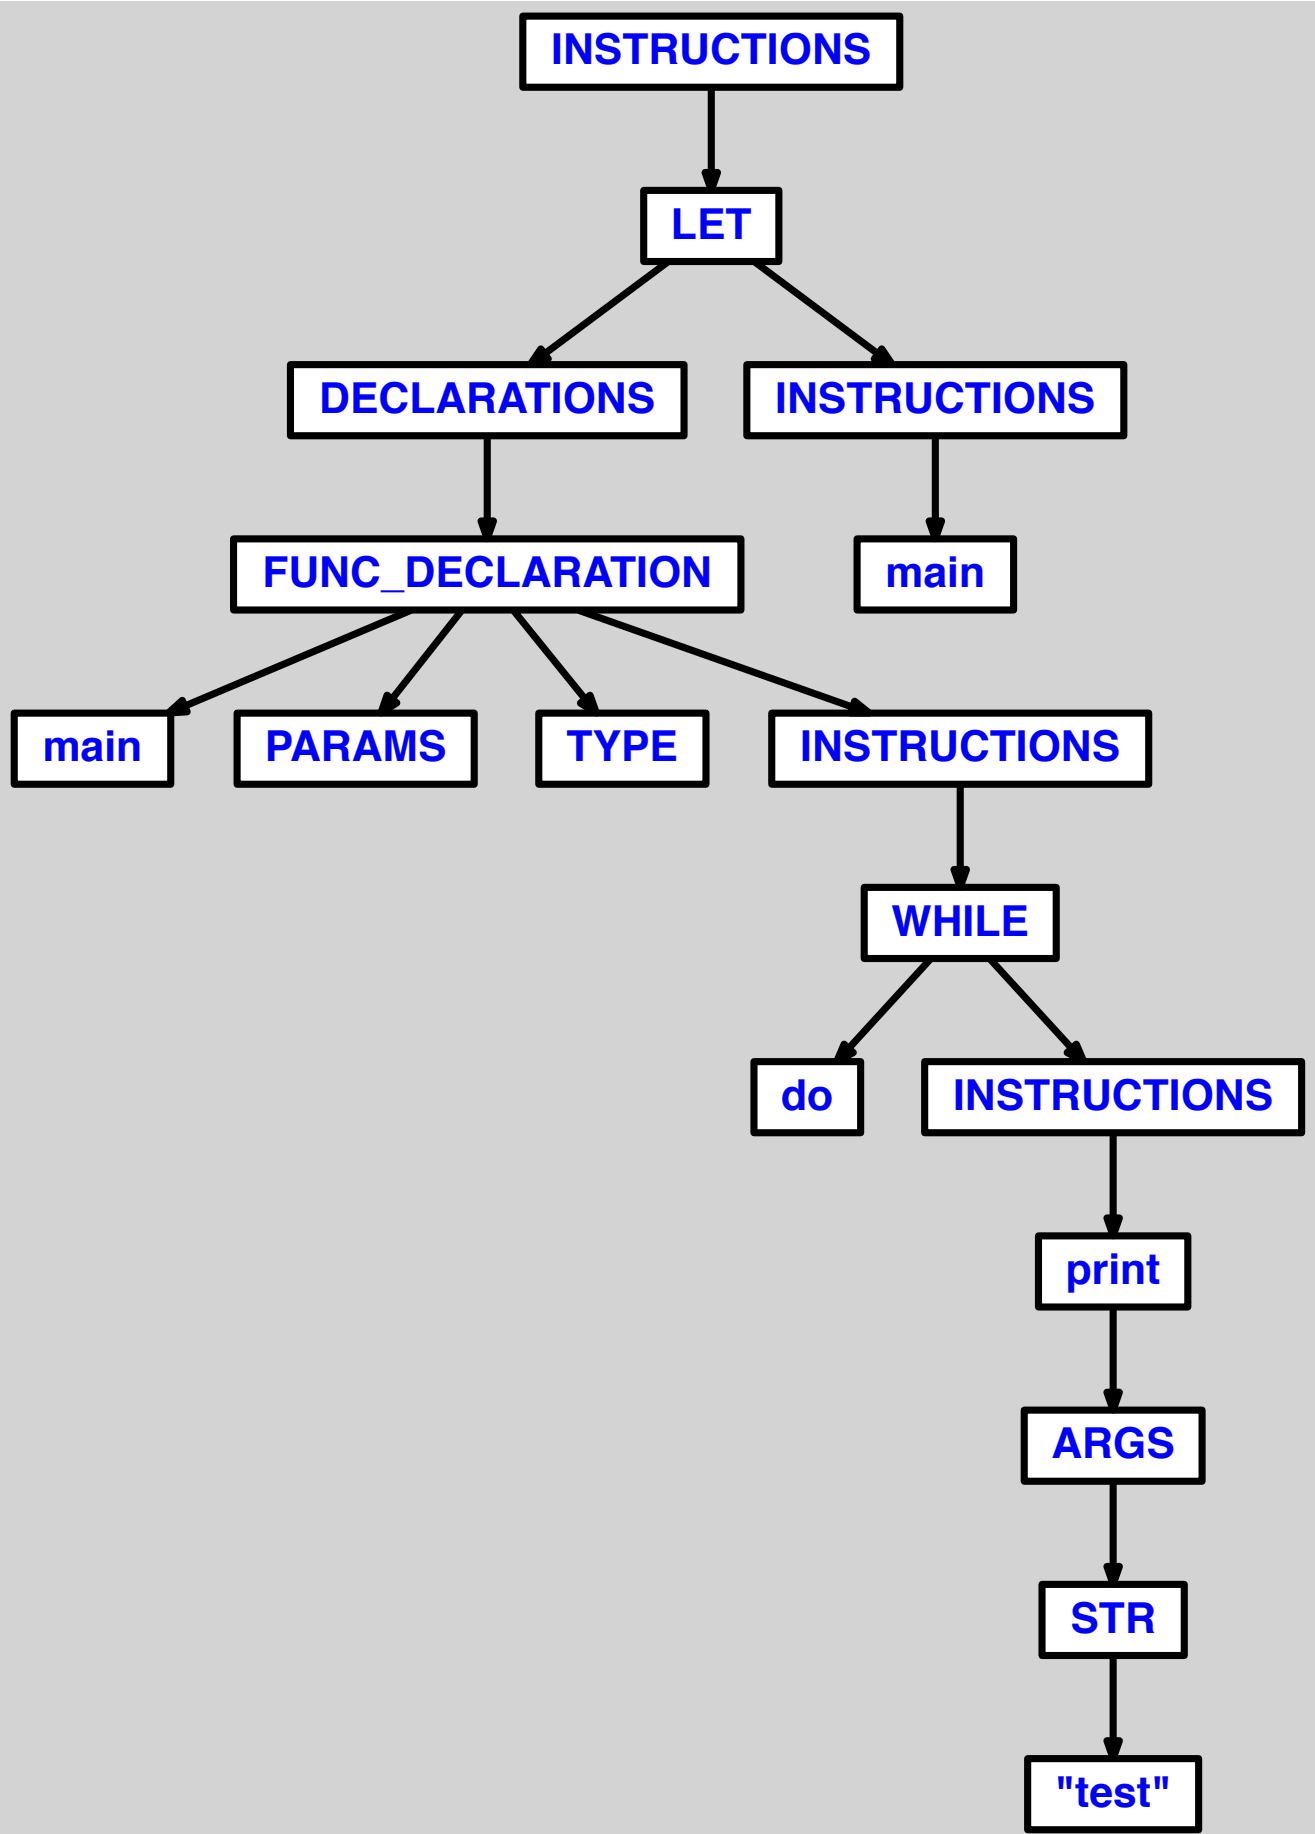 INSTRUCTIONS
LET
DECLARATIONS
INSTRUCTIONS
FUNC_DECLARATION
main
main
PARAMS
TYPE
INSTRUCTIONS
WHILE
do
INSTRUCTIONS
print
ARGS
STR
"test"